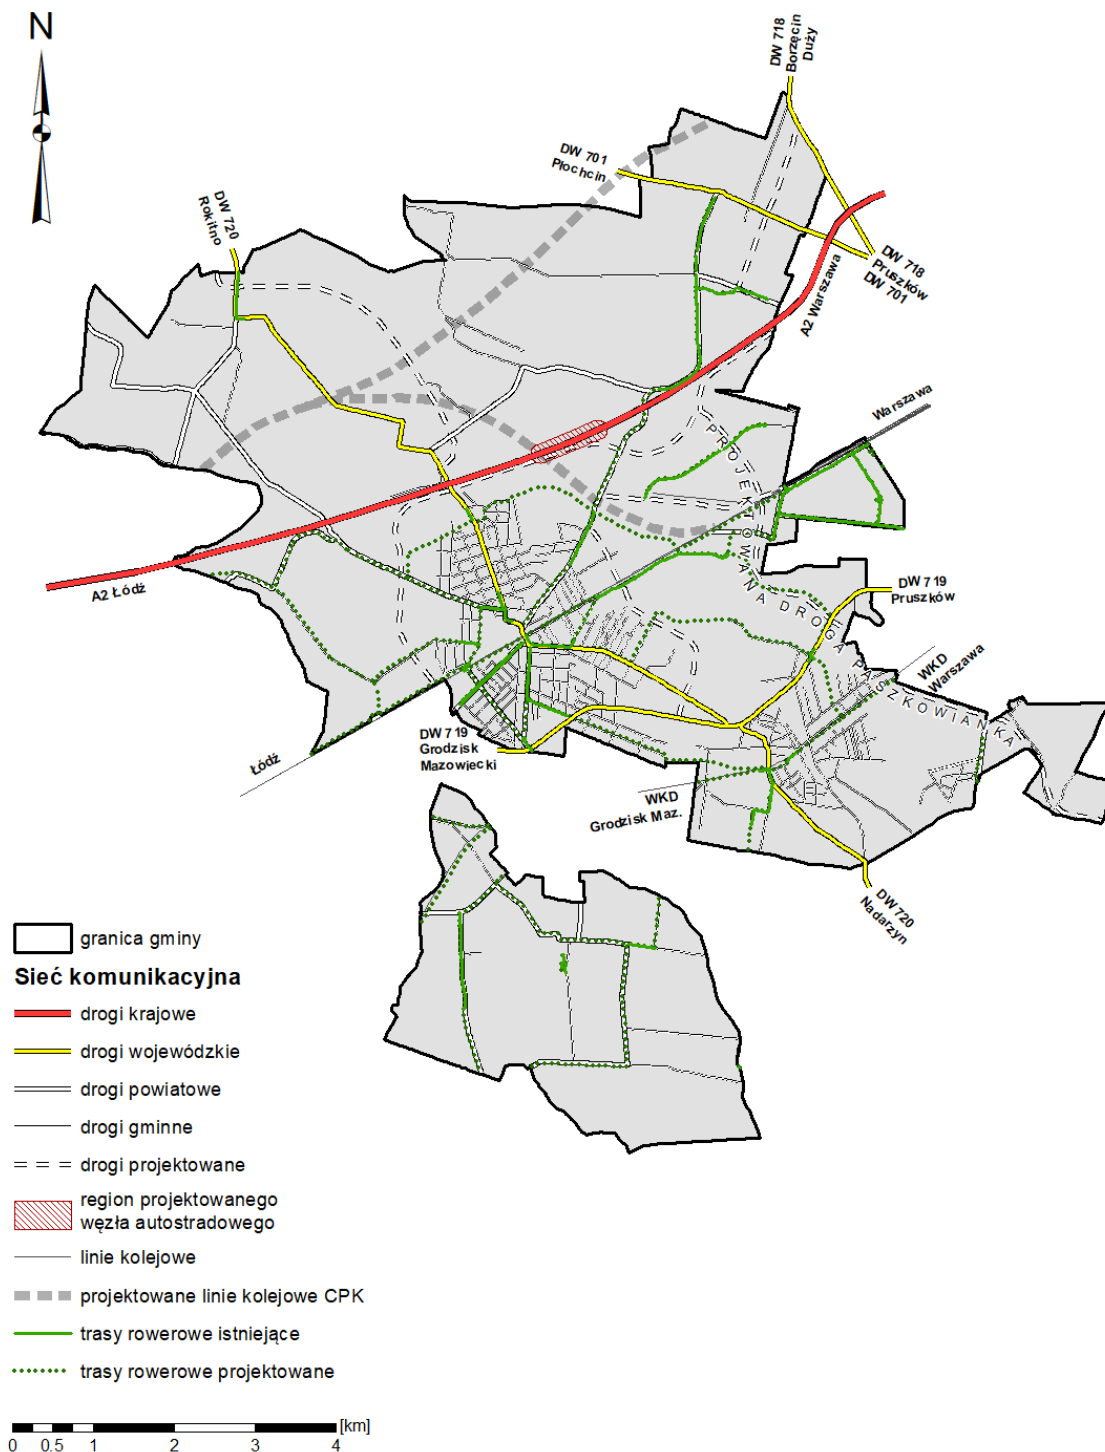 N
DW 718
Borzęcin
Duży
DW 701
Płochcin
DW 720
Rokitno
DW 718
Pruszków
DW 701
A2 Warszawa
Warszawa
PROJEKTOWANA DROGA PASZKOWIANKA
DW 719
Pruszków
WKD
Warszawa
A2 Łódź
Łódź
DW 719
Grodzisk
Mazowiecki
WKD
Grodzisk Maz.
DW 720
Nadarzyn
granica gminy
Sieć komunikacyjna
drogi krajowe
drogi wojewódzkie
drogi powiatowe
drogi gminne
drogi projektowane
region projektowanego
węzła autostradowego
linie kolejowe
projektowane linie kolejowe CPK
trasy rowerowe istniejące
trasy rowerowe projektowane
[km]
0 0.5 1 2 3 4